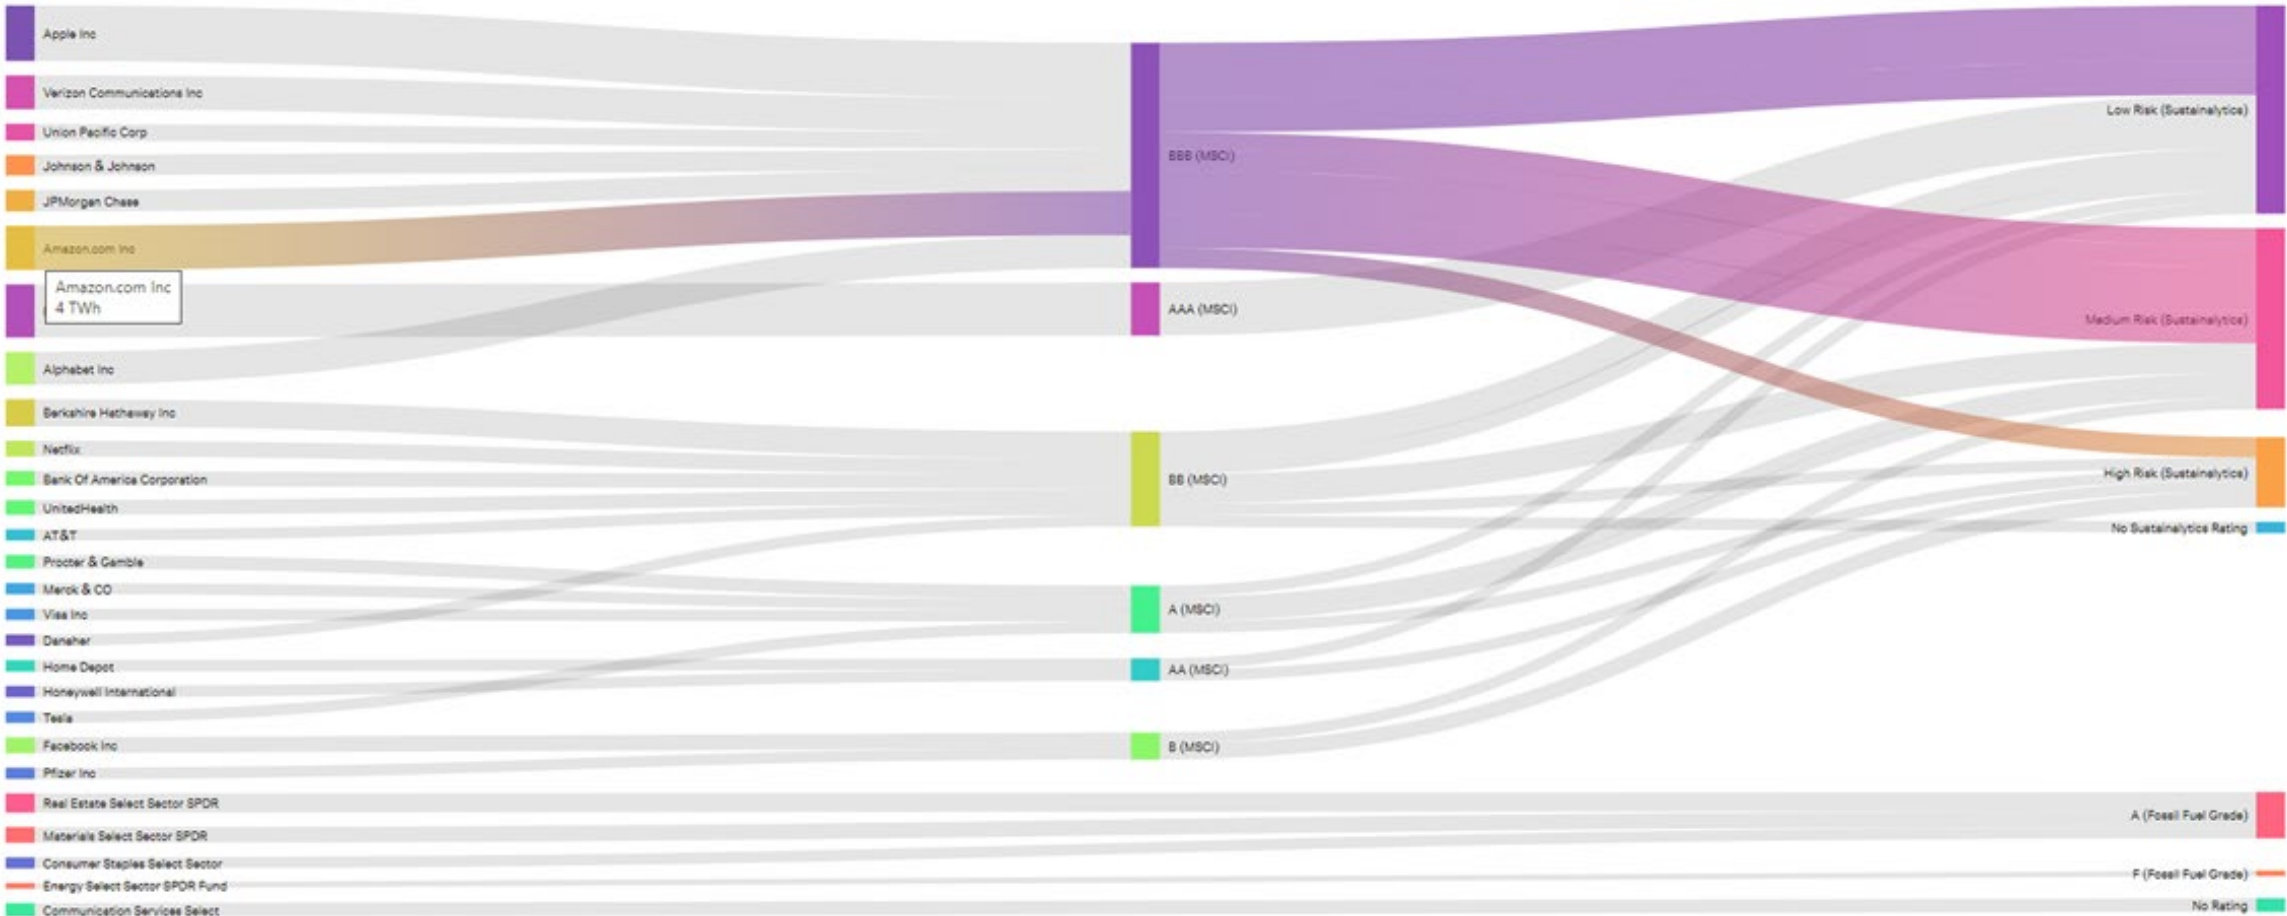 Apple Inc
Verizon Communications Inc
Union Pacific Corp
Johnson & Johnson
JPMorgan Chase
Amazon.com Inc
Amazon.com Inc
4 TWh
Alphabet Inc
Berkshire Hathaway Inc
Netflix
Bank Of America Corporation
UnitedHealth
AT&T
Procter & Gamble
Merck & CO
Visa Inc
Danaher
Home Depot
Honeywell International
Tesla
Facebook Inc
Pfizer Inc
Real Estate Select Sector SPDR
Materials Select Sector SPDR
Consumer Staples Select Sector
Energy Select Sector SPDR Fund
Communication Services Select
BBB (MSCI)
AAA (MSCI)
BB (MSCI)
A (MSCI)
AA (MSCI)
B (MSCI)
Low Risk (Sustainalytics)
Medium Risk (Sustainalytics)
High Risk (Sustainalytics)
No Sustainalytics Rating
A (Fossil Fuel Grade)
F (Fossil Fuel Grade)
No Rating